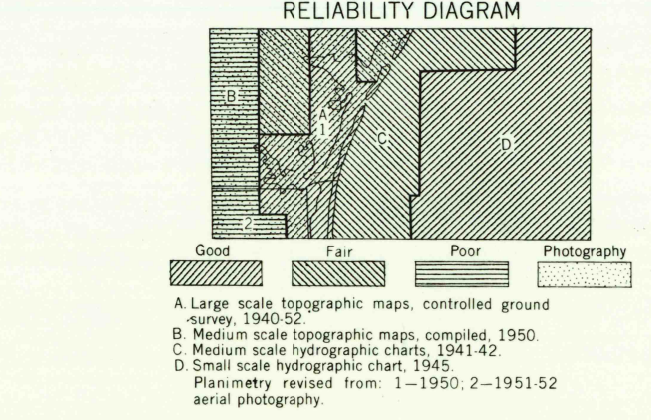 RELIABILITY DIAGRAM
B
A
1
C
D
2
Good Fair Poor Photography
A. Large scale topographic maps, controlled ground
survey, 1940-52.
B. Medium scale topographic maps, compiled, 1950.
C. Medium scale hydrographic charts, 1941-42.
D. Small scale hydrographic chart, 1945.
Planimetry revised from: 1—1950; 2—1951-52
aerial photography.